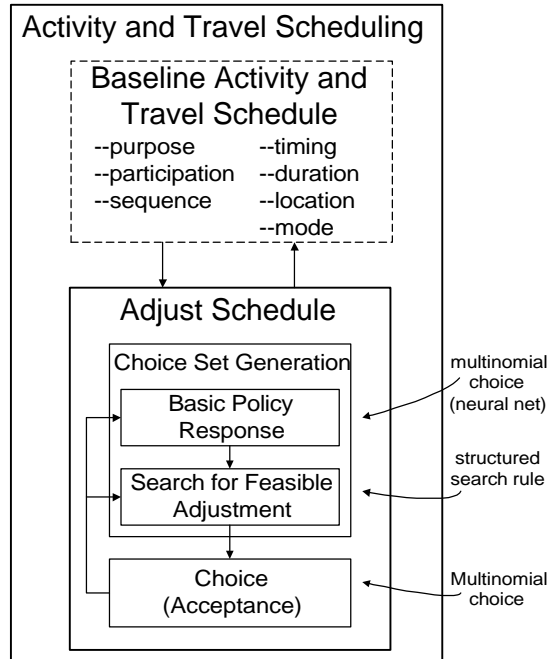 Activity and Travel Scheduling
Baseline Activity and
Travel Schedule
--purpose
--participation
--sequence
--timing
--duration
--location
--mode
Adjust Schedule
Choice Set Generation
Basic Policy
Response
Search for Feasible
Adjustment
Choice
(Acceptance)
multinomial
choice
(neural net)
structured
search rule
Multinomial
choice